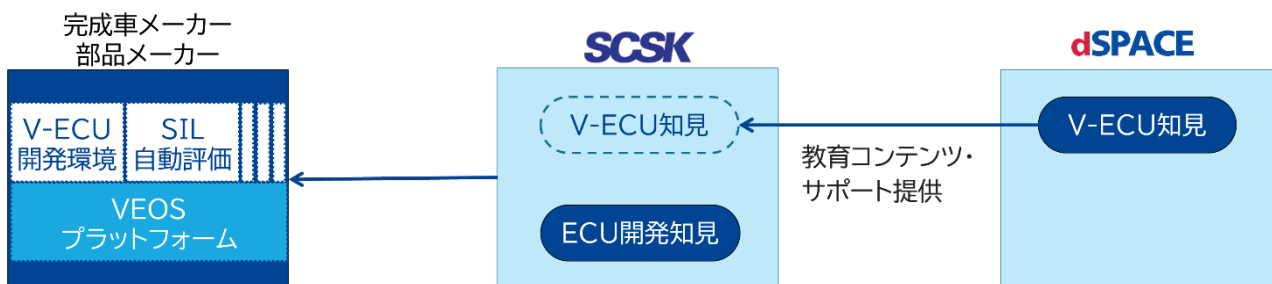 完成車メーカー
部品メーカー
V-ECU
開発環境
SIL
自動評価
VEOS
プラットフォーム
SCSK
V-ECU知見
ECU開発知見
教育コンテンツ・
サポート提供
dSPACE
V-ECU知見